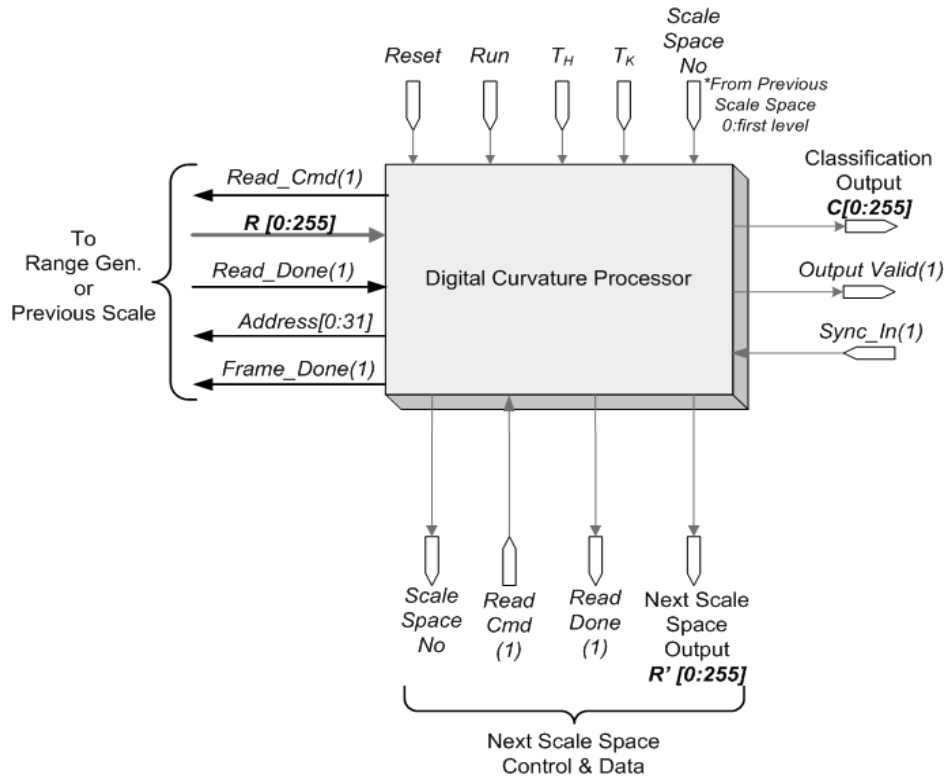 Reset
Run
T_H
T_K
Scale
Space
No
*From Previous
Scale Space
0:first level
Read_Cmd(1)
R [0:255]
Read_Done(1)
Address[0:31]
Frame_Done(1)
To
Range Gen.
or
Previous Scale
Digital Curvature Processor
Classification
Output
C[0:255]
Output Valid(1)
Sync_In(1)
Scale
Space
No
Read
Cmd
(1)
Read
Done
(1)
Next Scale
Space
Output
R' [0:255]
Next Scale Space
Control & Data